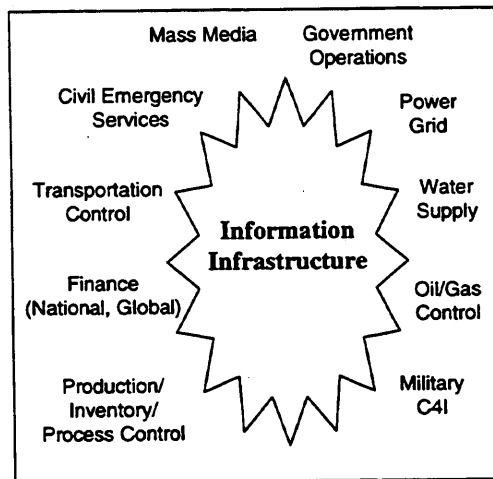 Mass Media
Government
Operations
Civil Emergency
Services
Power
Grid
Transportation
Control
Water
Supply
Information
Infrastructure
Finance
(National, Global)
Oil/Gas
Control
Production/
Inventory/
Process Control
Military
C4I